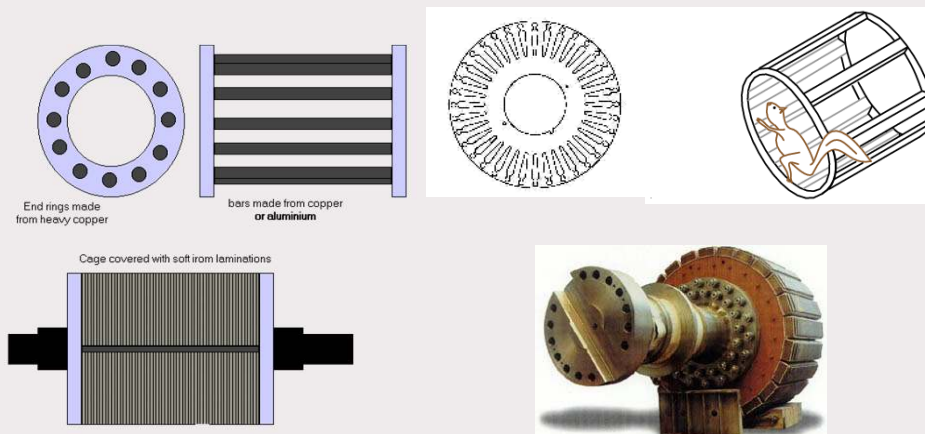 End rings made
from heavy copper
bars made from copper
or aluminium
Cage covered with soft irom laminations